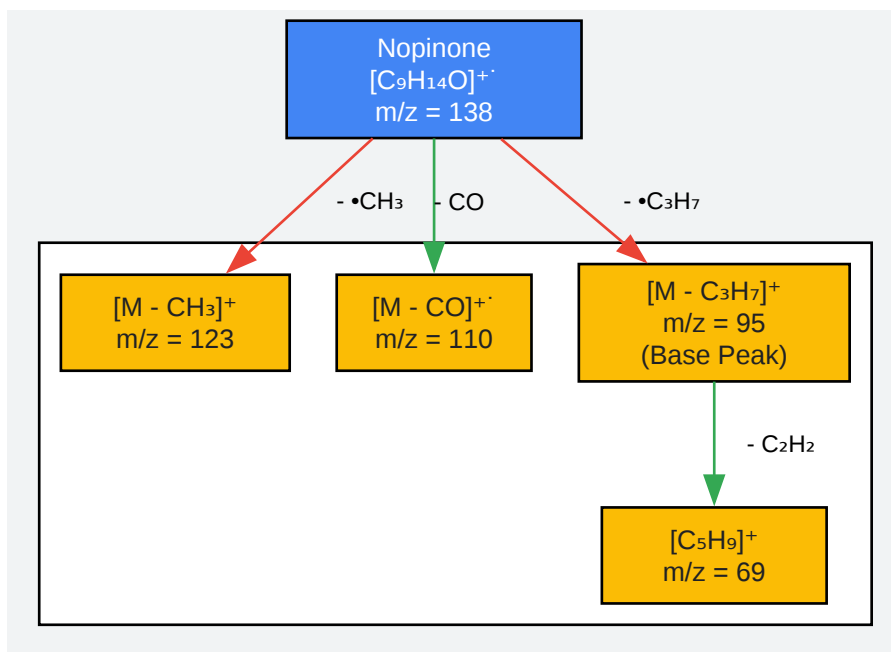 Nopinone
[C₉H₁₄O]⁺˙
m/z = 138
- •CH₃
- CO
- •C₃H₇
[M - CH₃]⁺
m/z = 123
[M - CO]⁺˙
m/z = 110
[M - C₃H₇]⁺
m/z = 95
(Base Peak)
- C₂H₂
[C₅H₉]⁺
m/z = 69